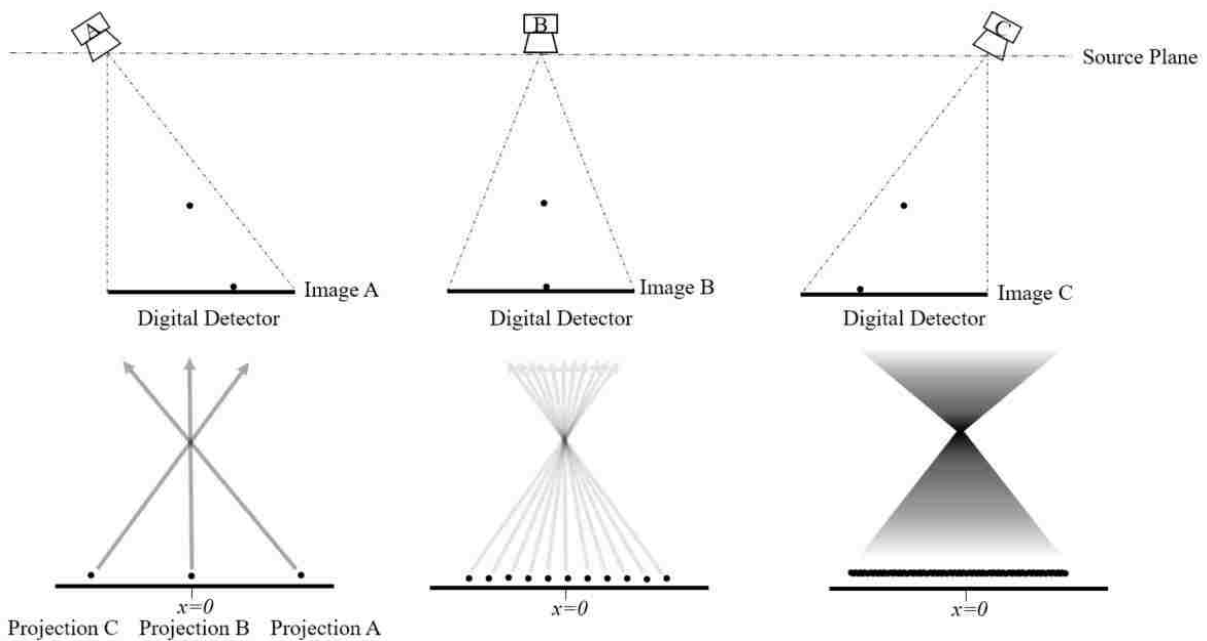 A
B
C
Source Plane
Image A
Image B
Image C
Digital Detector
Digital Detector
Digital Detector
x=0
x=0
x=0
Projection C
Projection B
Projection A